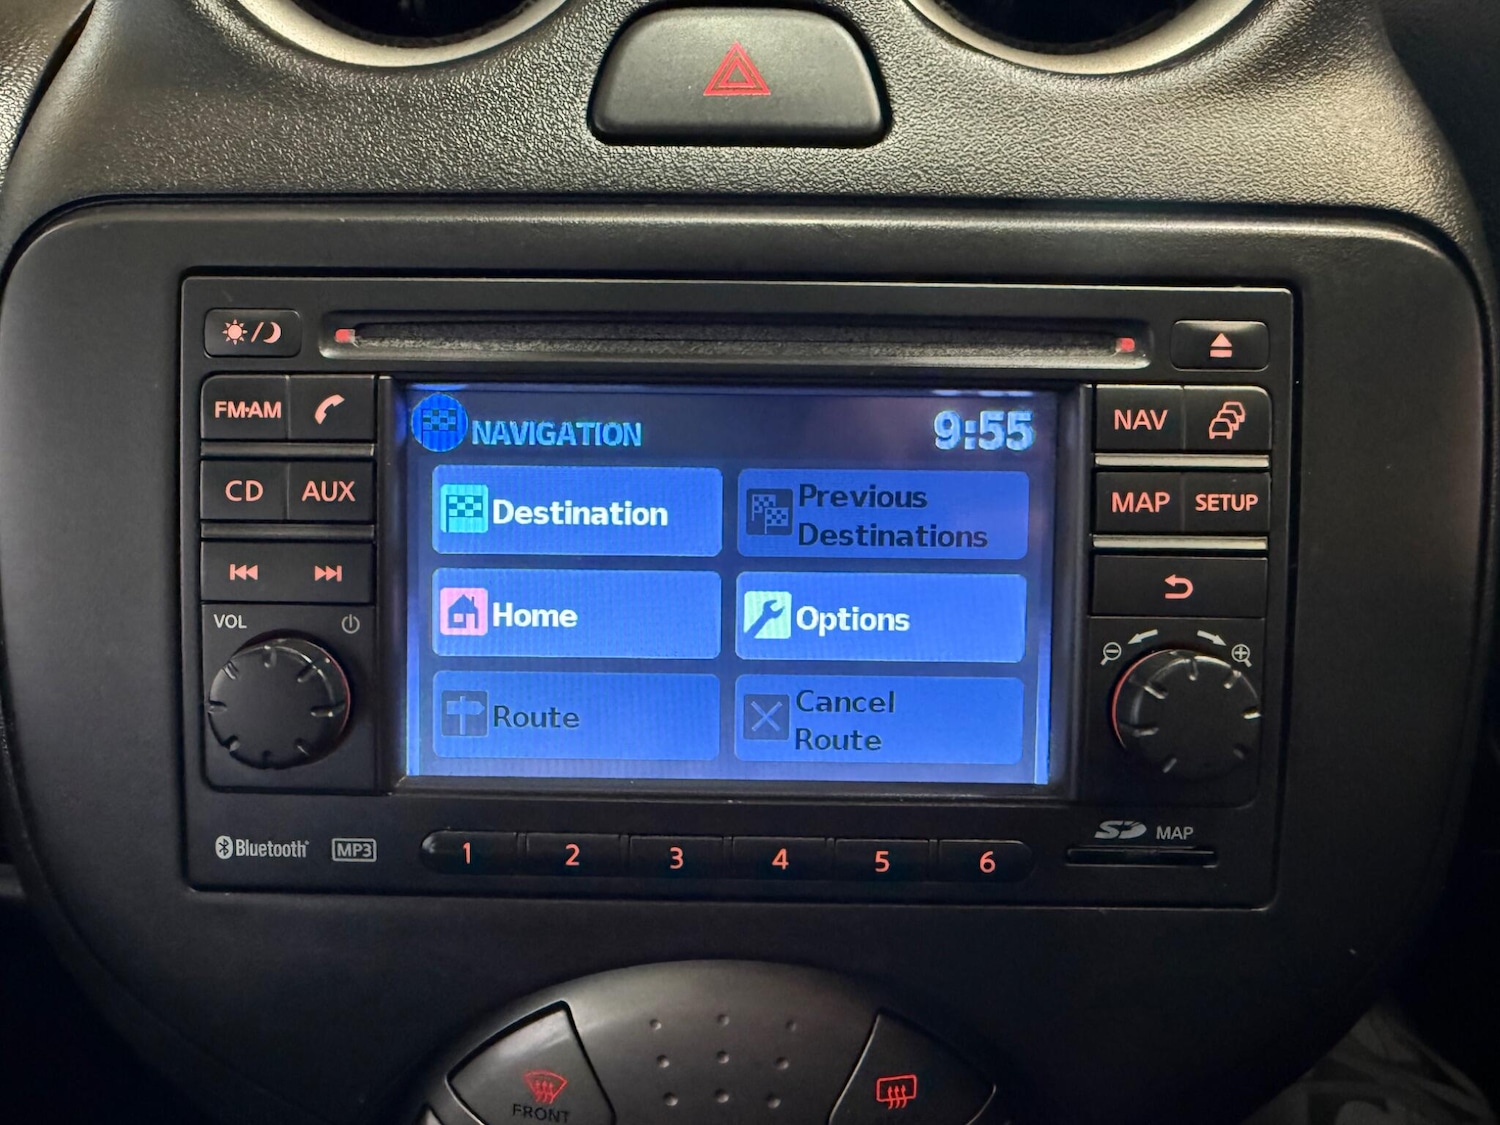 FM·AM
CD AUX
VOL
NAVIGATION 9:55
Destination
Previous
Destinations
Home
Options
Route
Cancel
Route
NAV
MAP SETUP
Bluetooth MP3
1 2 3 4 5 6
SD MAP
FRONT